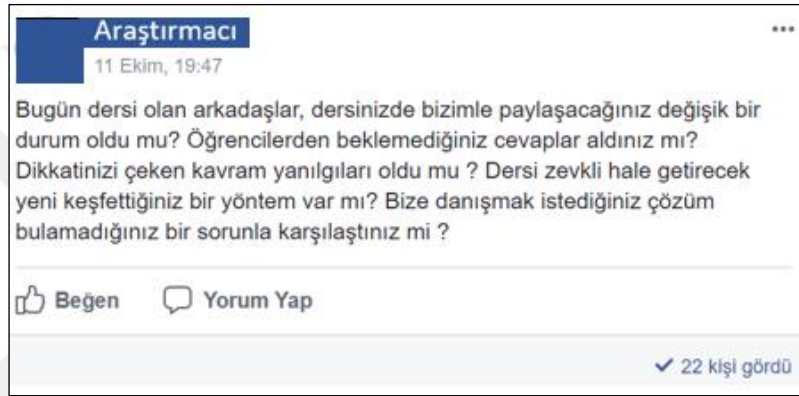 Araştırmacı
11 Ekim, 19:47
Bugün dersi olan arkadaşlar, dersinizde bizimle paylaşacağınız değişik bir
durum oldu mu? Öğrencilerden beklemediğiniz cevaplar aldınız mı?
Dikkatinizi çeken kavram yanılgıları oldu mu ? Dersi zevkli hale getirecek
yeni keşfettiğiniz bir yöntem var mı? Bize danışmak istediğiniz çözüm
bulamadığınız bir sorunla karşılaştınız mi ?
Beğen Yorum Yap
22 kişi gördü